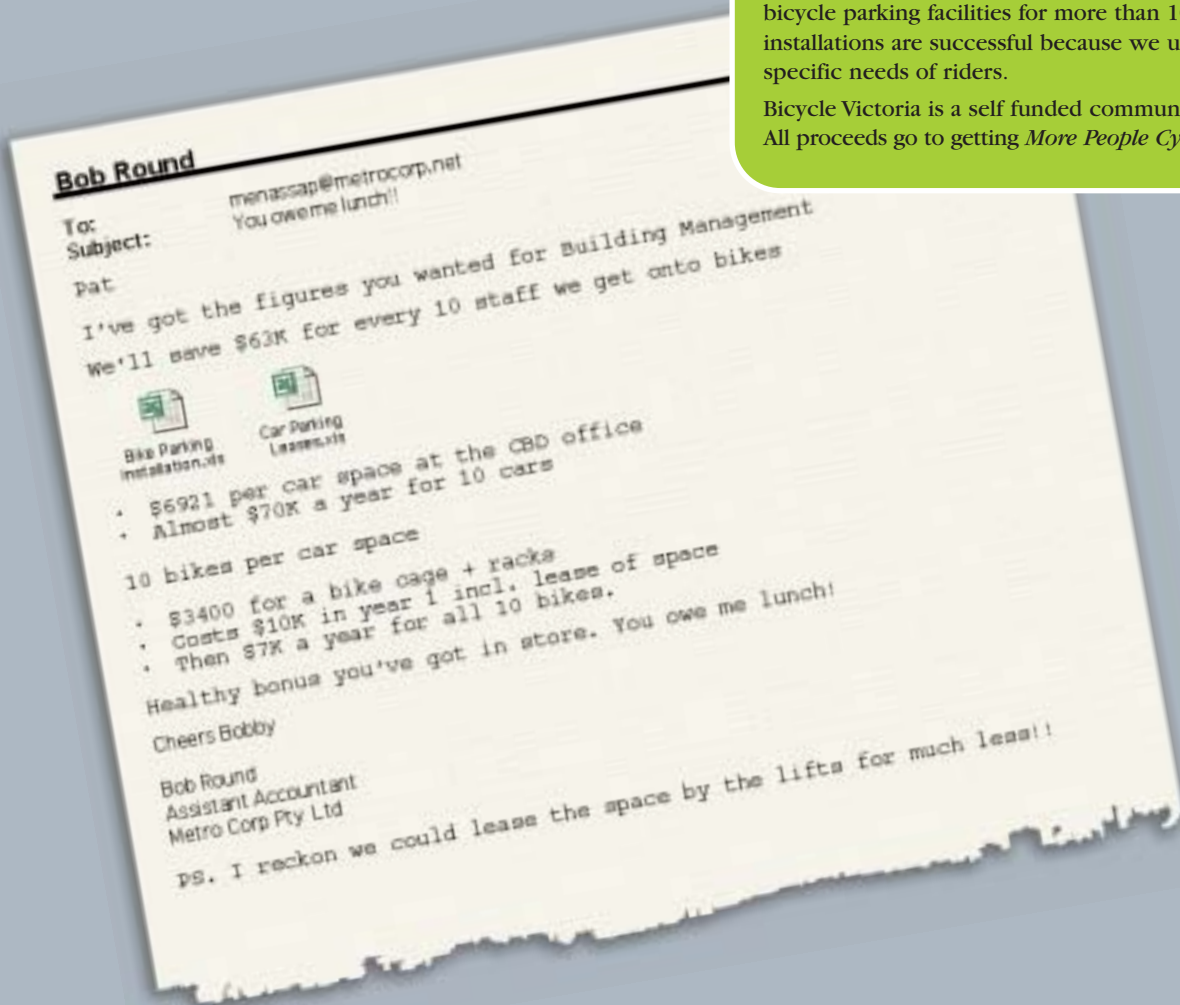 bicycle parking facilities for more than 1
installations are successful because we u
specific needs of riders.
Bicycle Victoria is a self funded commun
All proceeds go to getting More People Cy
Bob Round
To: menassap@metrocorp.net
Subject: You owe me lunch!!
Pat
I've got the figures you wanted for Building Management
We'll save $63K for every 10 staff we get onto bikes
Bike Parking Car Parking
Installation.xls Leases.xls
• $6921 per car space at the CBD office
• Almost $70K a year for 10 cars
10 bikes per car space
• $3400 for a bike cage + racks
• Costs $10K in year 1 incl. lease of space
• Then $7K a year for all 10 bikes.
Healthy bonus you've got in store. You owe me lunch!
Cheers Bobby
Bob Round
Assistant Accountant
Metro Corp Pty Ltd
PS. I reckon we could lease the space by the lifts for much less!!